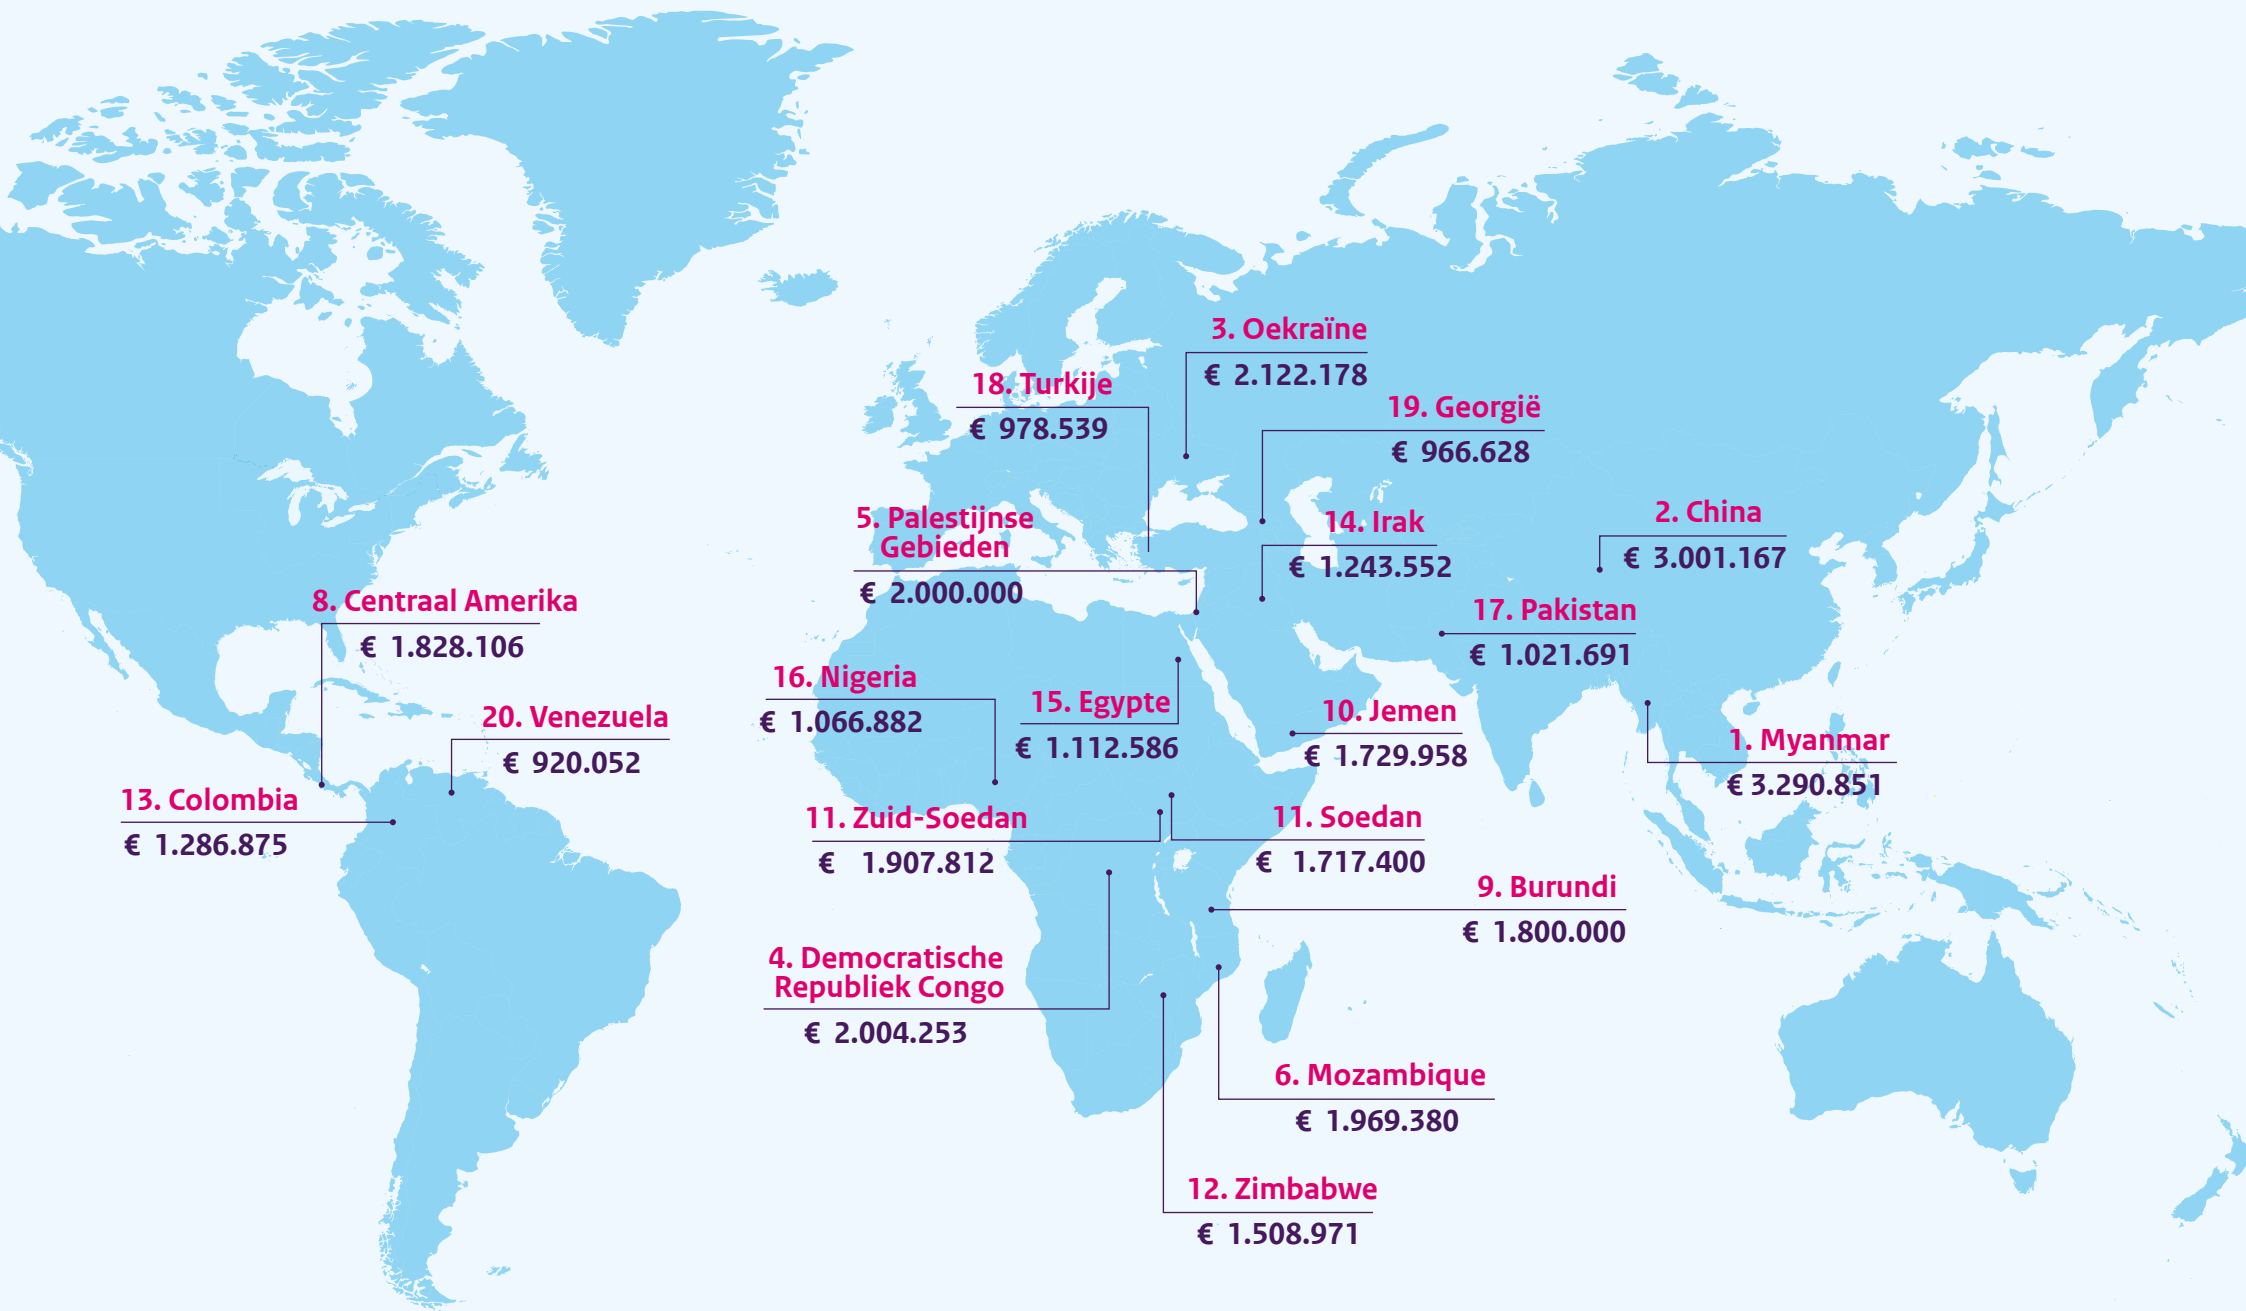 3. Oekraïne
€ 2.122.178
18. Turkije
€ 978.539
19. Georgië
€ 966.628
5. Palestijnse
Gebieden
€ 2.000.000
14. Irak
€ 1.243.552
2. China
€ 3.001.167
8. Centraal Amerika
€ 1.828.106
17. Pakistan
€ 1.021.691
16. Nigeria
€ 1.066.882
15. Egypte
€ 1.112.586
10. Jemen
€ 1.729.958
20. Venezuela
€ 920.052
1. Myanmar
€ 3.290.851
13. Colombia
€ 1.286.875
11. Zuid-Soedan
€ 1.907.812
11. Soedan
€ 1.717.400
9. Burundi
€ 1.800.000
4. Democratische
Republiek Congo
€ 2.004.253
6. Mozambique
€ 1.969.380
12. Zimbabwe
€ 1.508.971